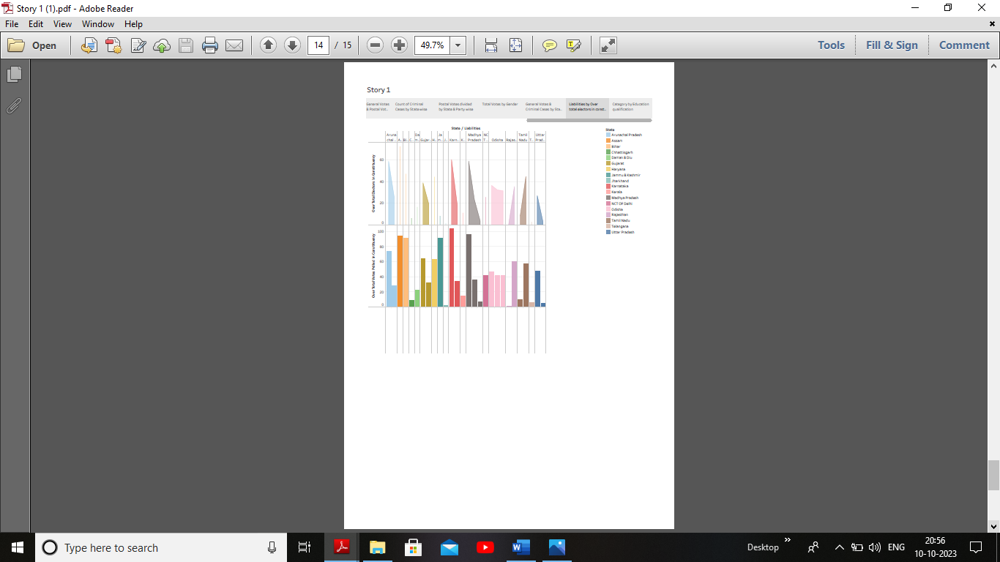 Story 1 (1).pdf - Adobe Reader
File Edit View Window Help
Open 14 / 15 49.7% Tools Fill & Sign Comment
Story 1
General Votes & Postal Vot..
Count of Criminal Cases by State wise
Postal Votes divided by State & Party wise
Total Votes by Gender
General Votes & Criminal Cases by Sta..
Liabilities by Over total electors in const..
Category by Education qualification
State / Liabilities
Aruna chal..
A..
Bi..
C..
Da m..
Gujar..
H..
Ja m..
J..
Karn..
K..
Madhya Pradesh
NC T ..
Odisha
Rajas..
Tamil Nadu
T..
Uttar Prad..
Over Total Electors In Constituency
60
40
20
0
Over Total Votes Polled In Constituency
100
80
60
40
20
0
State
Arunachal Pradesh
Assam
Bihar
Chhattisgarh
Daman & Diu
Gujarat
Haryana
Jammu & Kashmir
Jharkhand
Karnataka
Kerala
Madhya Pradesh
NCT OF Delhi
Odisha
Rajasthan
Tamil Nadu
Telangana
Uttar Pradesh
Type here to search
Desktop
ENG
20:56
10-10-2023